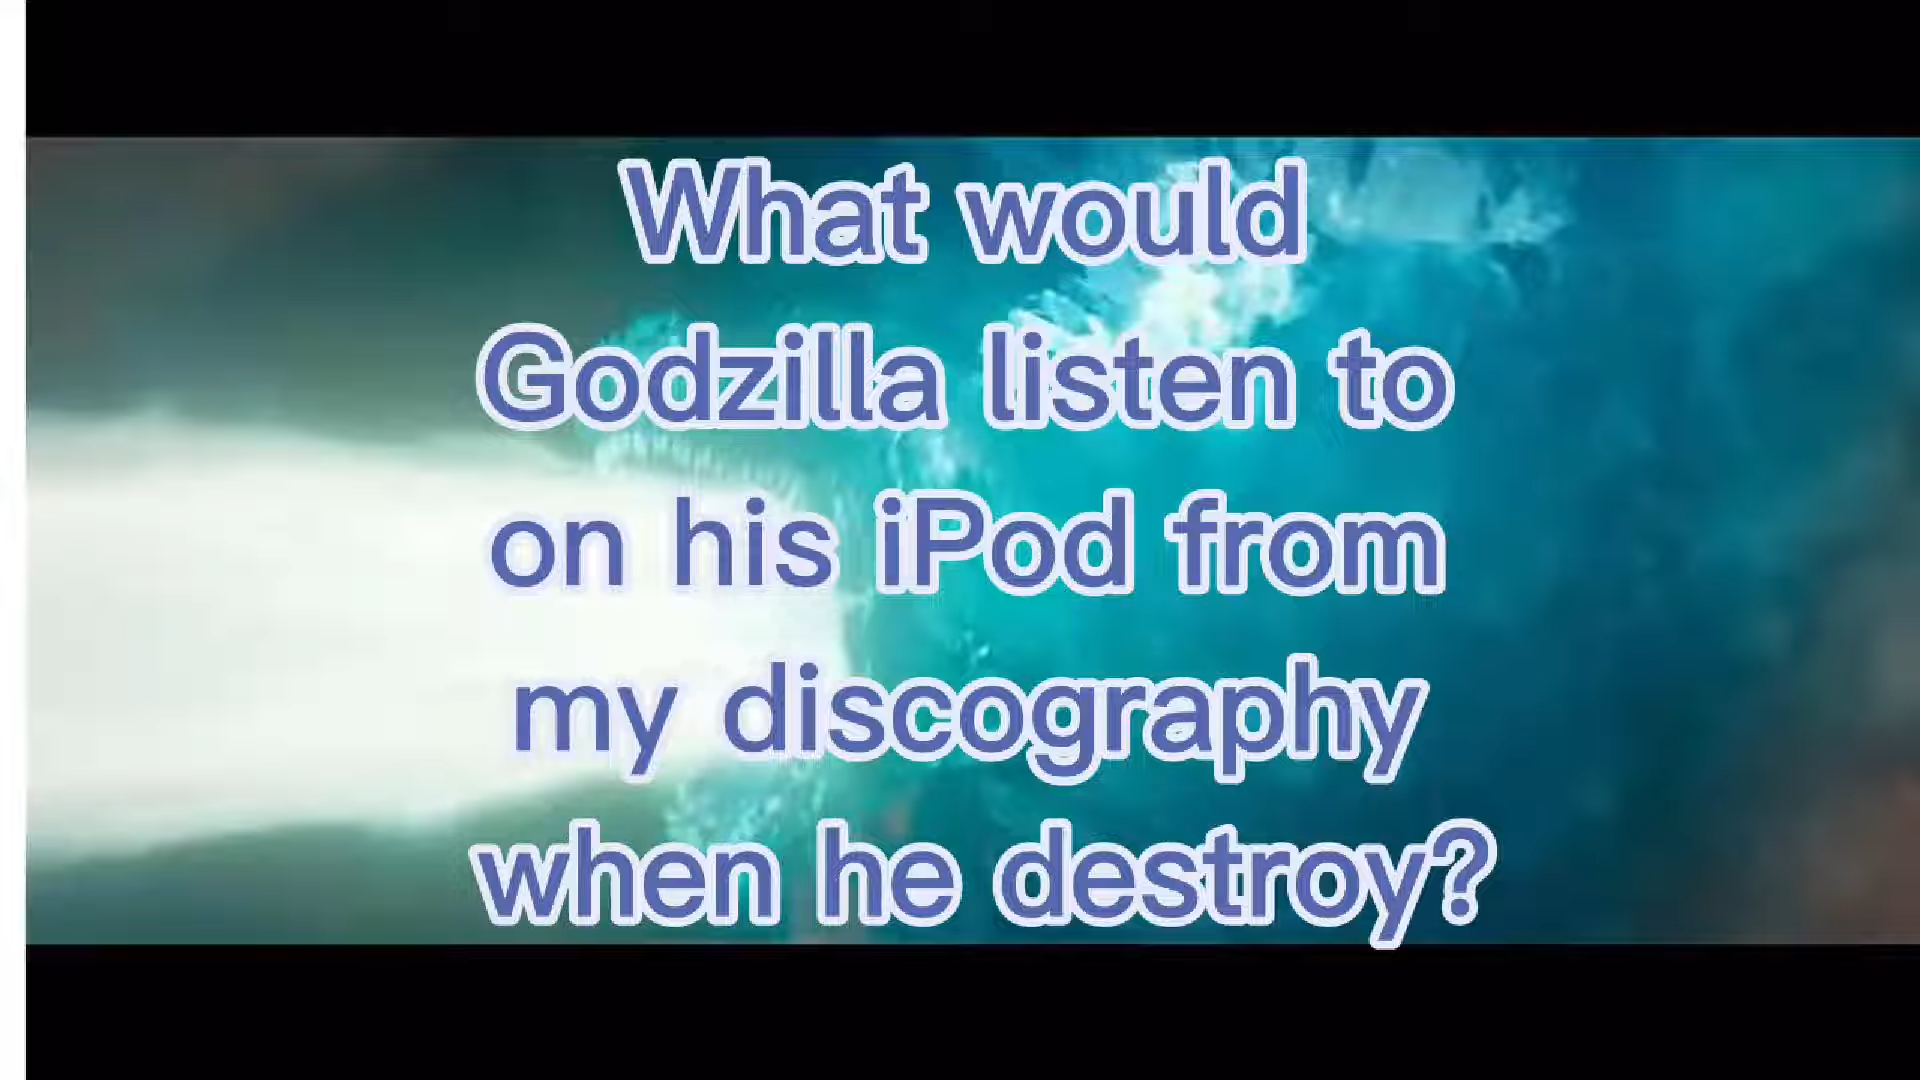 What would
Godzilla listen to
on his iPod from
my discography
when he destroy?